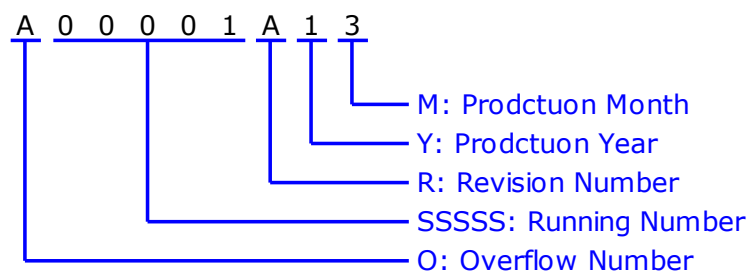 A 0 0 0 0 1 A 1 3
M: Prodctuon Month
Y: Prodctuon Year
R: Revision Number
SSSSS: Running Number
O: Overflow Number